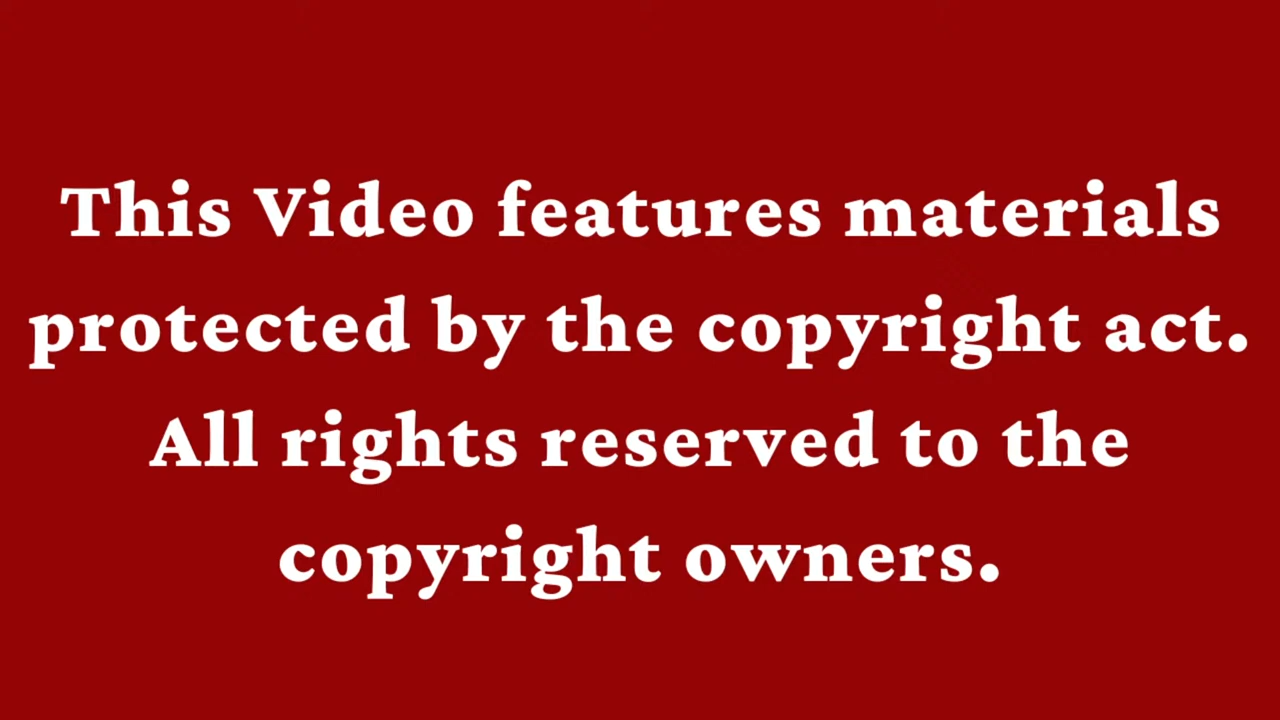 This Video features materials
protected by the copyright act.
All rights reserved to the
copyright owners.